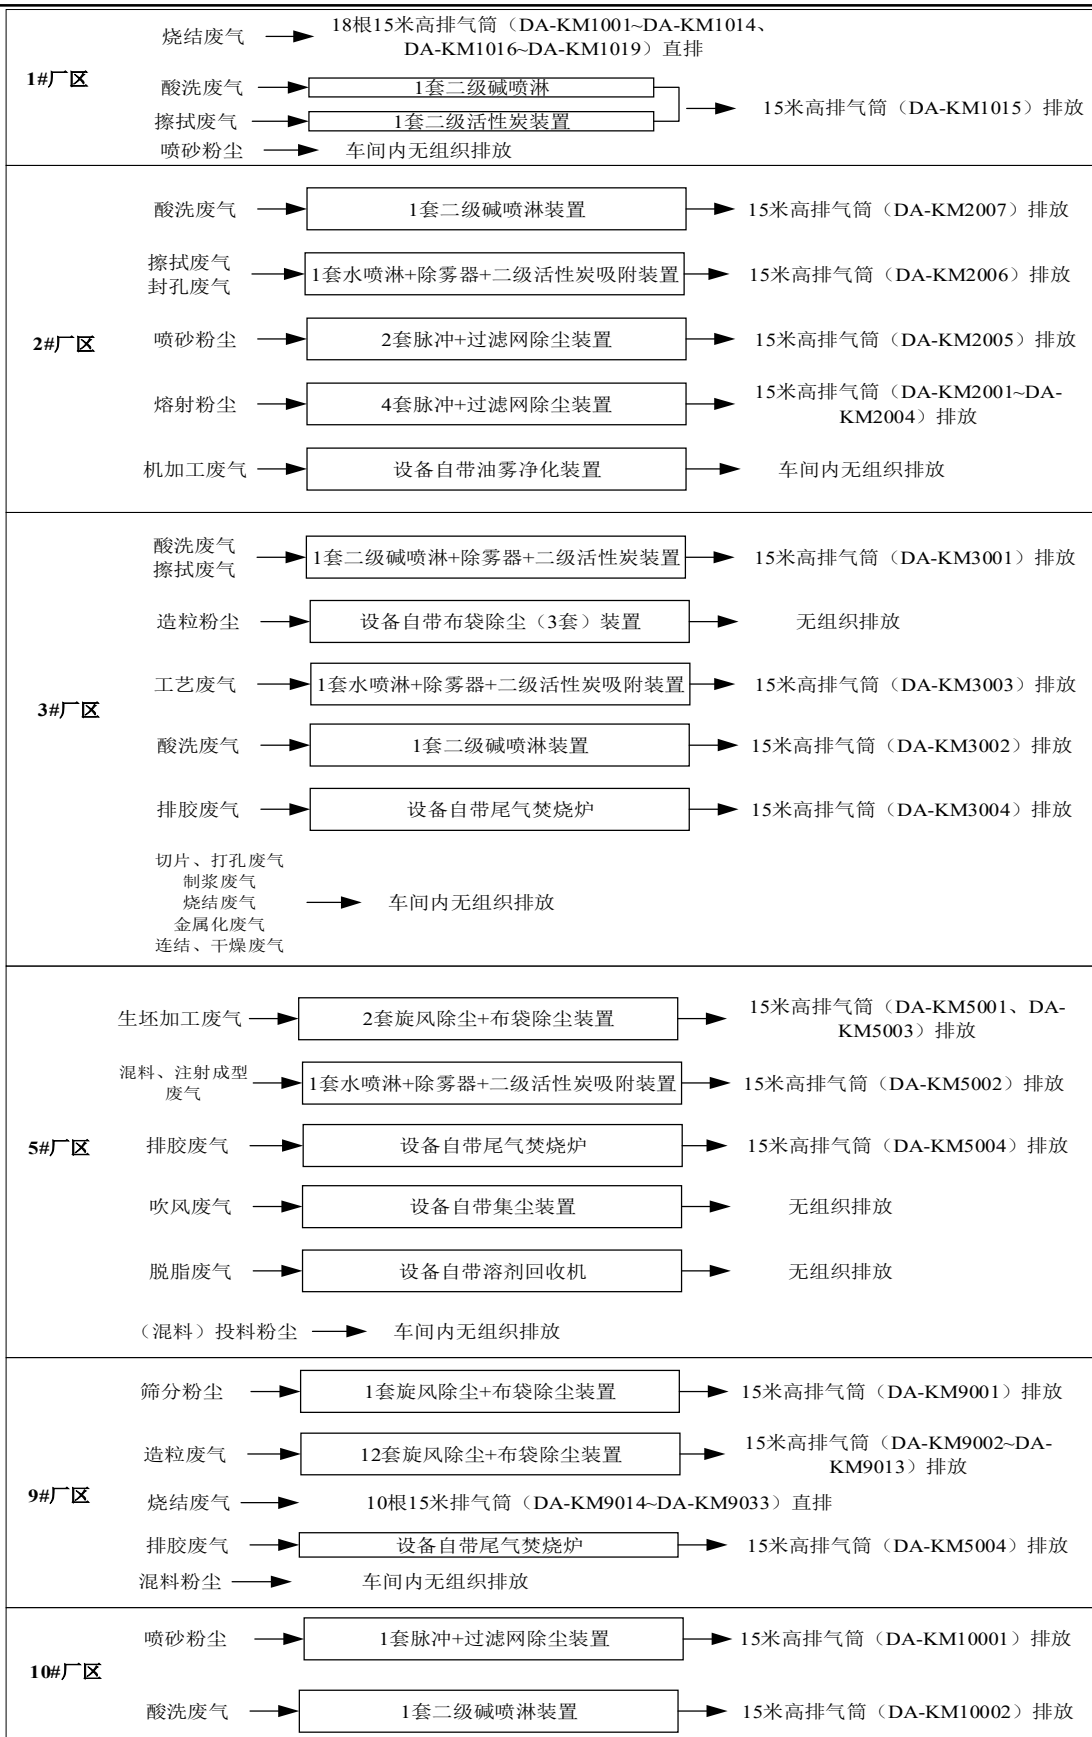 烧结废气
18根15米高排气筒（DA-KM1001~DA-KM1014、
DA-KM1016~DA-KM1019）直排
1#厂区
酸洗废气
1套二级碱喷淋
擦拭废气
1套二级活性炭装置
15米高排气筒（DA-KM1015）排放
喷砂粉尘
车间内无组织排放
2#厂区
酸洗废气
1套二级碱喷淋装置
15米高排气筒（DA-KM2007）排放
擦拭废气
封孔废气
1套水喷淋+除雾器+二级活性炭吸附装置
15米高排气筒（DA-KM2006）排放
喷砂粉尘
2套脉冲+过滤网除尘装置
15米高排气筒（DA-KM2005）排放
熔射粉尘
4套脉冲+过滤网除尘装置
15米高排气筒（DA-KM2001~DA-
KM2004）排放
机加工废气
设备自带油雾净化装置
车间内无组织排放
3#厂区
酸洗废气
擦拭废气
1套二级碱喷淋+除雾器+二级活性炭装置
15米高排气筒（DA-KM3001）排放
造粒粉尘
设备自带布袋除尘（3套）装置
无组织排放
工艺废气
1套水喷淋+除雾器+二级活性炭吸附装置
15米高排气筒（DA-KM3003）排放
酸洗废气
1套二级碱喷淋装置
15米高排气筒（DA-KM3002）排放
排胶废气
设备自带尾气焚烧炉
15米高排气筒（DA-KM3004）排放
切片、打孔废气
制浆废气
烧结废气
金属化废气
连结、干燥废气
车间内无组织排放
5#厂区
生坯加工废气
2套旋风除尘+布袋除尘装置
15米高排气筒（DA-KM5001、DA-
KM5003）排放
混料、注射成型
废气
1套水喷淋+除雾器+二级活性炭吸附装置
15米高排气筒（DA-KM5002）排放
排胶废气
设备自带尾气焚烧炉
15米高排气筒（DA-KM5004）排放
吹风废气
设备自带集尘装置
无组织排放
脱脂废气
设备自带溶剂回收机
无组织排放
（混料）投料粉尘
车间内无组织排放
9#厂区
筛分粉尘
1套旋风除尘+布袋除尘装置
15米高排气筒（DA-KM9001）排放
造粒废气
12套旋风除尘+布袋除尘装置
15米高排气筒（DA-KM9002~DA-
KM9013）排放
烧结废气
10根15米排气筒（DA-KM9014~DA-KM9033）直排
排胶废气
设备自带尾气焚烧炉
15米高排气筒（DA-KM5004）排放
混料粉尘
车间内无组织排放
10#厂区
喷砂粉尘
1套脉冲+过滤网除尘装置
15米高排气筒（DA-KM10001）排放
酸洗废气
1套二级碱喷淋装置
15米高排气筒（DA-KM10002）排放